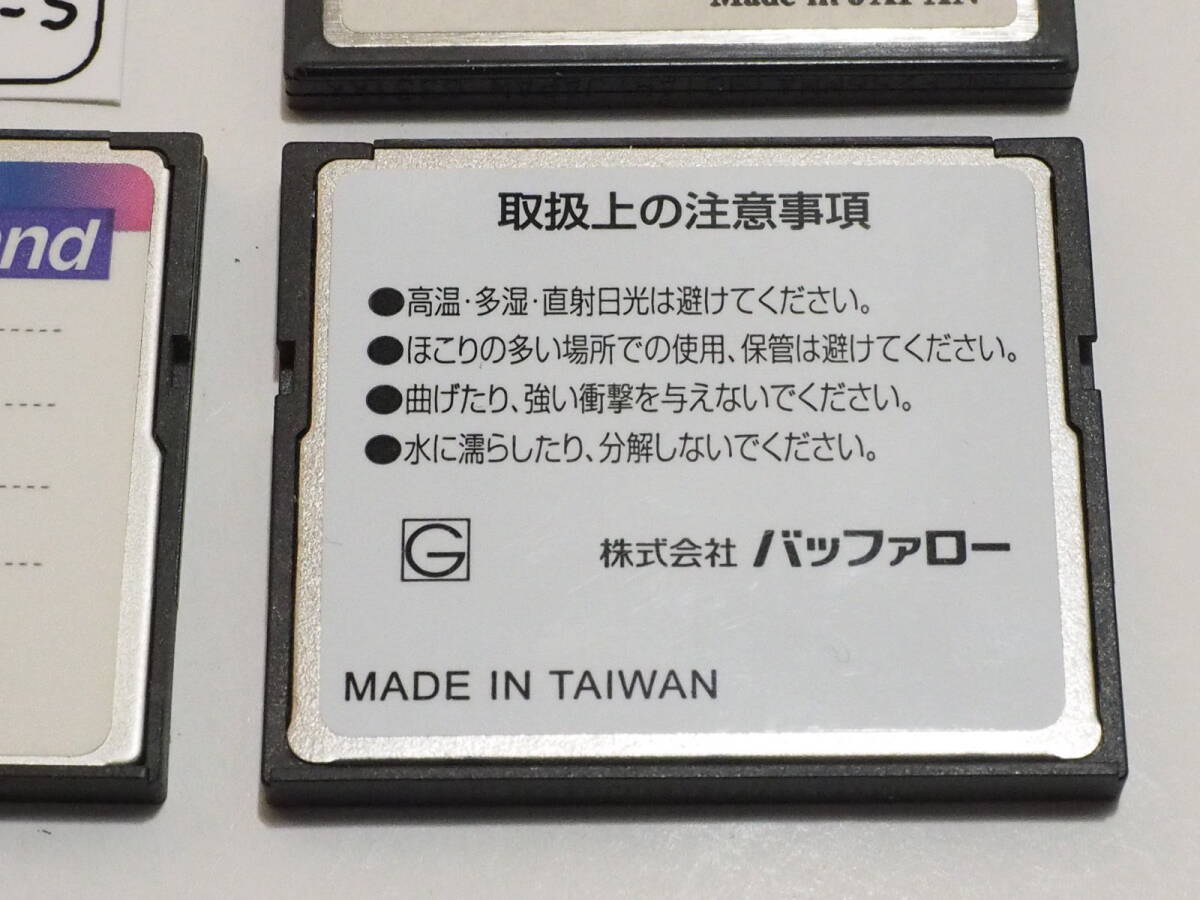 Made in JAPAN
nd
取扱上の注意事項
●高温・多湿・直射日光は避けてください。
●ほこりの多い場所での使用、保管は避けてください。
●曲げたり、強い衝撃を与えないでください。
●水に濡らしたり、分解しないでください。
G
株式会社 バッファロー
MADE IN TAIWAN